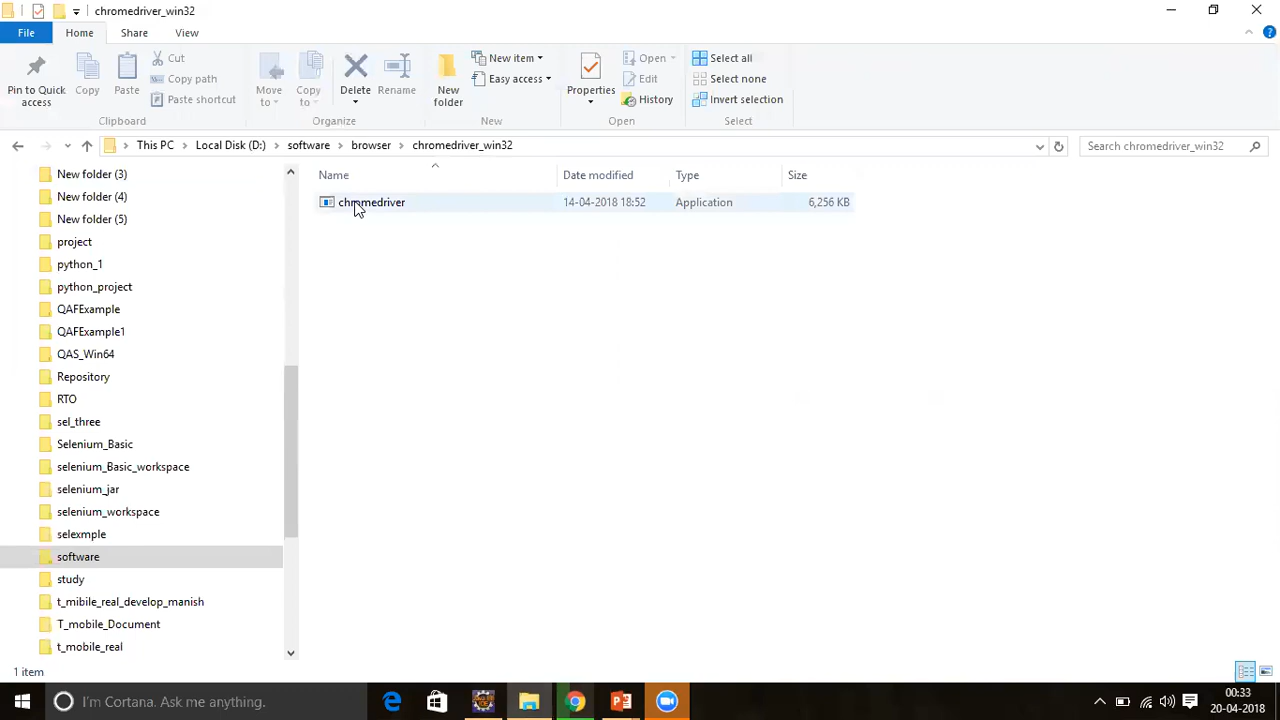 chromedriver_win32
File Home Share View
Pin to Quick access
Copy
Paste
Cut
Copy path
Paste shortcut
Clipboard
Move to
Copy to
Delete
Rename
Organize
New folder
New item
Easy access
New
Properties
Open
Edit
History
Open
Select all
Select none
Invert selection
Select
This PC > Local Disk (D:) > software > browser > chromedriver_win32
Search chromedriver_win32
New folder (3)
New folder (4)
New folder (5)
project
python_1
python_project
QAFExample
QAFExample1
QAS_Win64
Repository
RTO
sel_three
Selenium_Basic
selenium_Basic_workspace
selenium_jar
selenium_workspace
selexmple
software
study
t_mibile_real_develop_manish
T_mobile_Document
t_mobile_real
Name Date modified Type Size
chromedriver 14-04-2018 18:52 Application 6,256 KB
1 item
I'm Cortana. Ask me anything.
00:33
20-04-2018